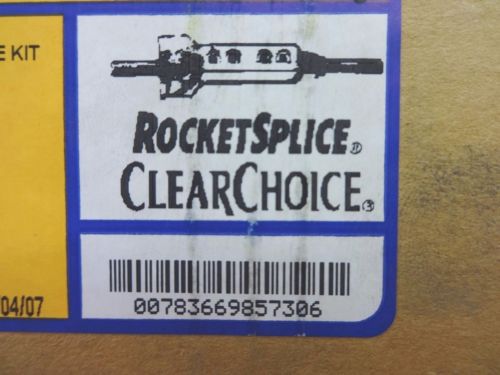 E KIT
ROCKETSPLICE®
CLEARCHOICE®
04/07
00783669857306